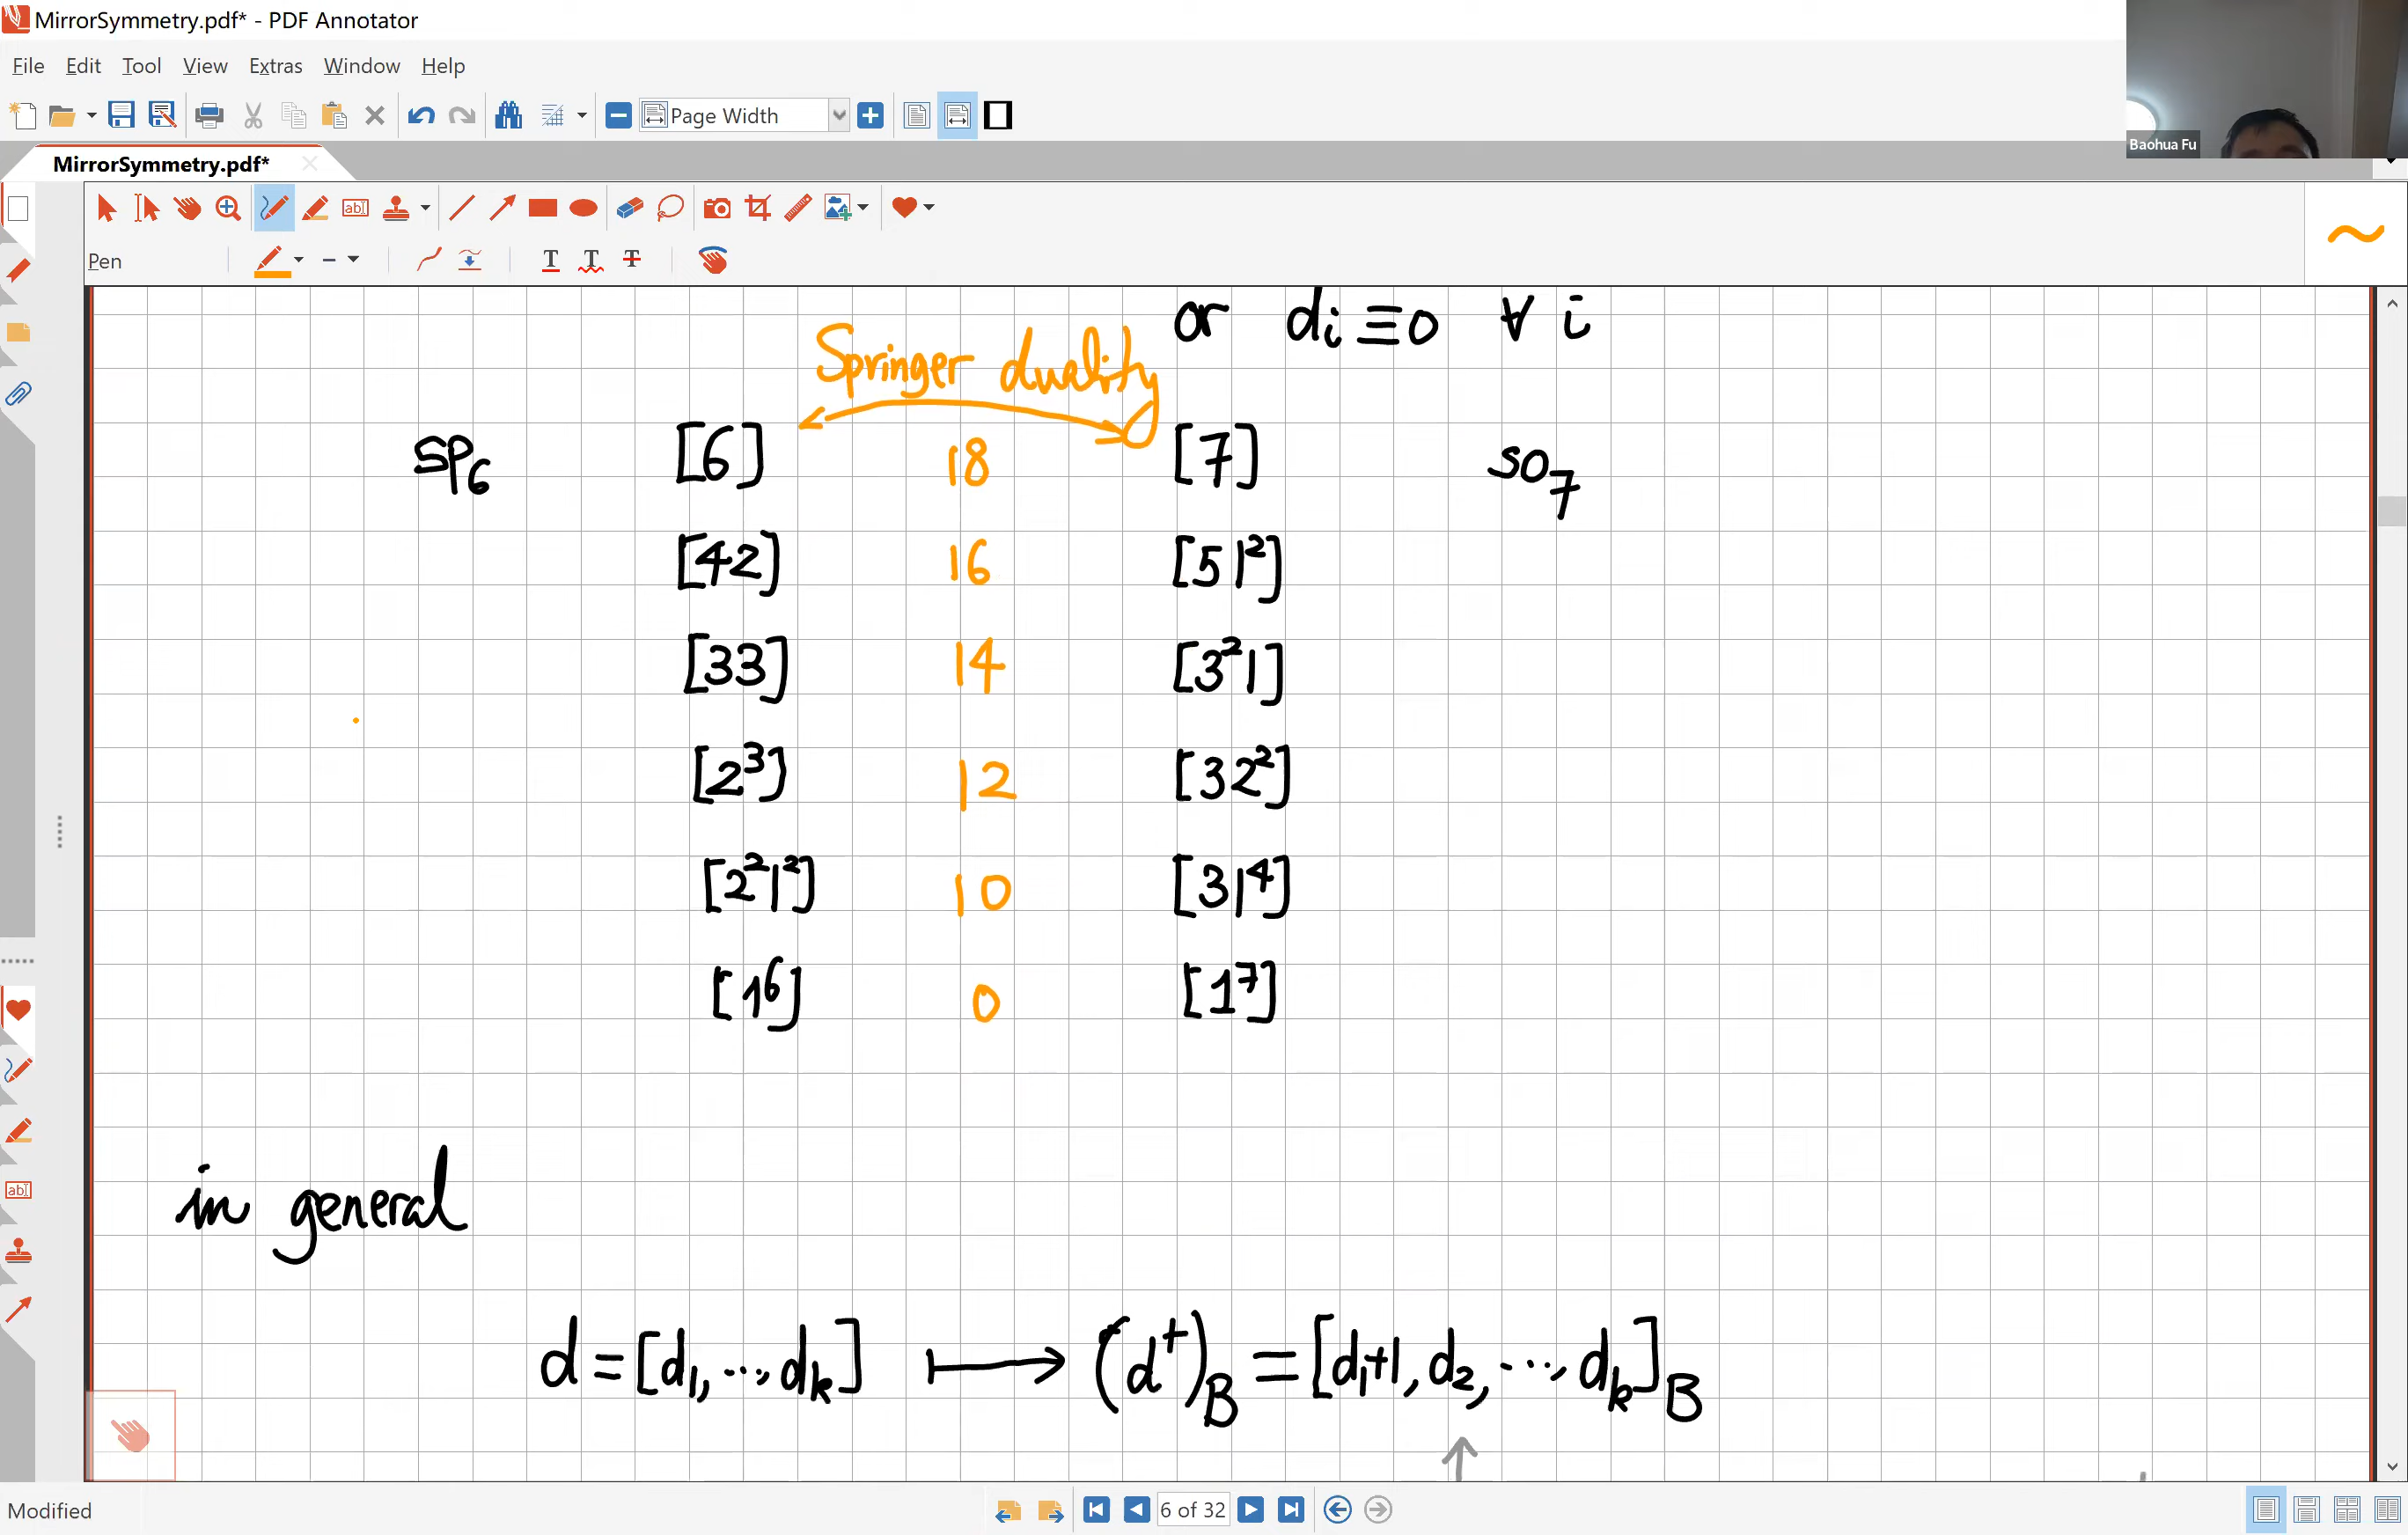 MirrorSymmetry.pdf* - PDF Annotator
File Edit Tool View Extras Window Help
Page Width
Baohua Fu
MirrorSymmetry.pdf*
Pen
or di ≡ 0 ∀ i
Springer duality
sp6 [6] 18 [7] so7
[42] 16 [51²]
[33] 14 [3²1]
[2³] 12 [32²]
[2²1²] 10 [31⁴]
[1⁶] 0 [1⁷]
in general
d = [d1, ..., dk] ⟼ (d⁺)B = [d1+1, d2, ..., dk]B
Modified
6 of 32